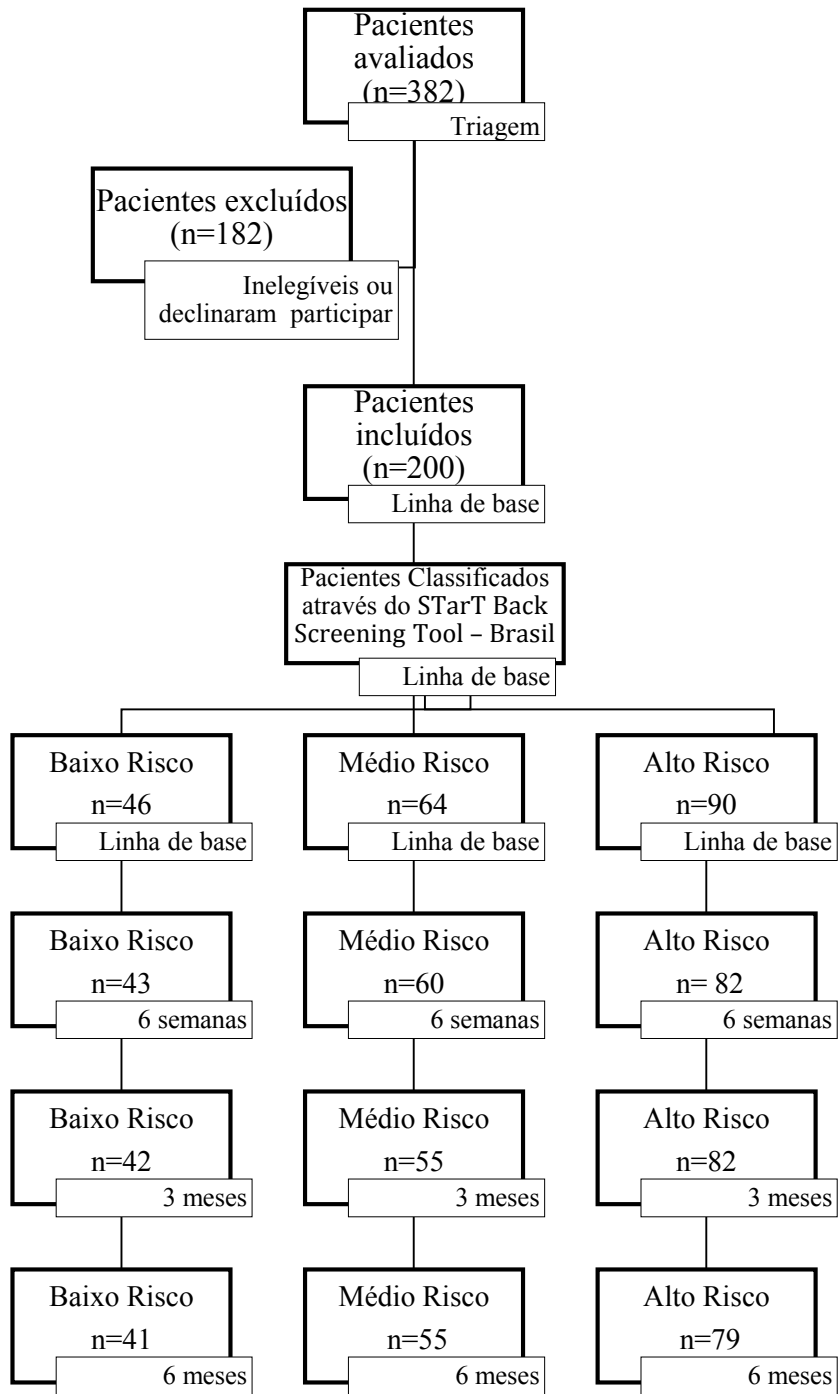 Pacientes
avaliados
(n=382)
Triagem
Pacientes excluídos
(n=182)
Inelegíveis ou
declinaram participar
Pacientes
incluídos
(n=200)
Linha de base
Pacientes Classificados
através do STarT Back
Screening Tool – Brasil
Linha de base
Baixo Risco
n=46
Linha de base
Médio Risco
n=64
Linha de base
Alto Risco
n=90
Linha de base
Baixo Risco
n=43
6 semanas
Médio Risco
n=60
6 semanas
Alto Risco
n= 82
6 semanas
Baixo Risco
n=42
3 meses
Médio Risco
n=55
3 meses
Alto Risco
n=82
3 meses
Baixo Risco
n=41
6 meses
Médio Risco
n=55
6 meses
Alto Risco
n=79
6 meses